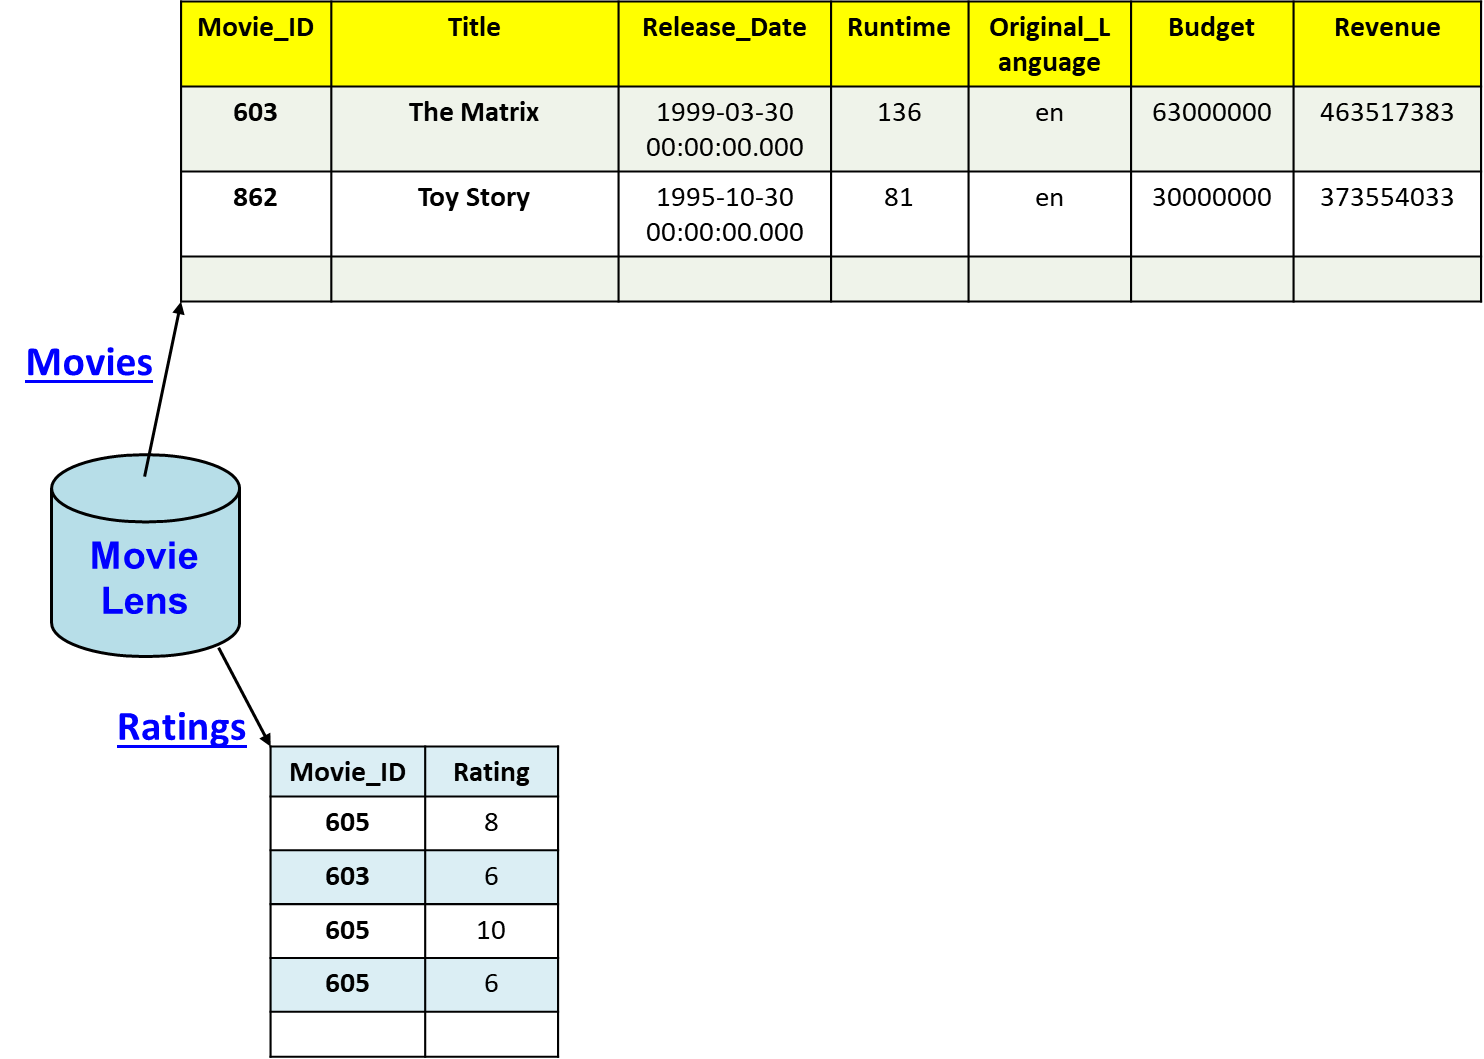 Movie_ID Title Release_Date Runtime Original_L Budget Revenue
anguage
603 The Matrix 1999-03-30 136 en 63000000 463517383
00:00:00.000
862 Toy Story 1995-10-30 81 en 30000000 373554033
00:00:00.000
Movies
Movie
Lens
Ratings
Movie_ID Rating
605 8
603 6
605 10
605 6